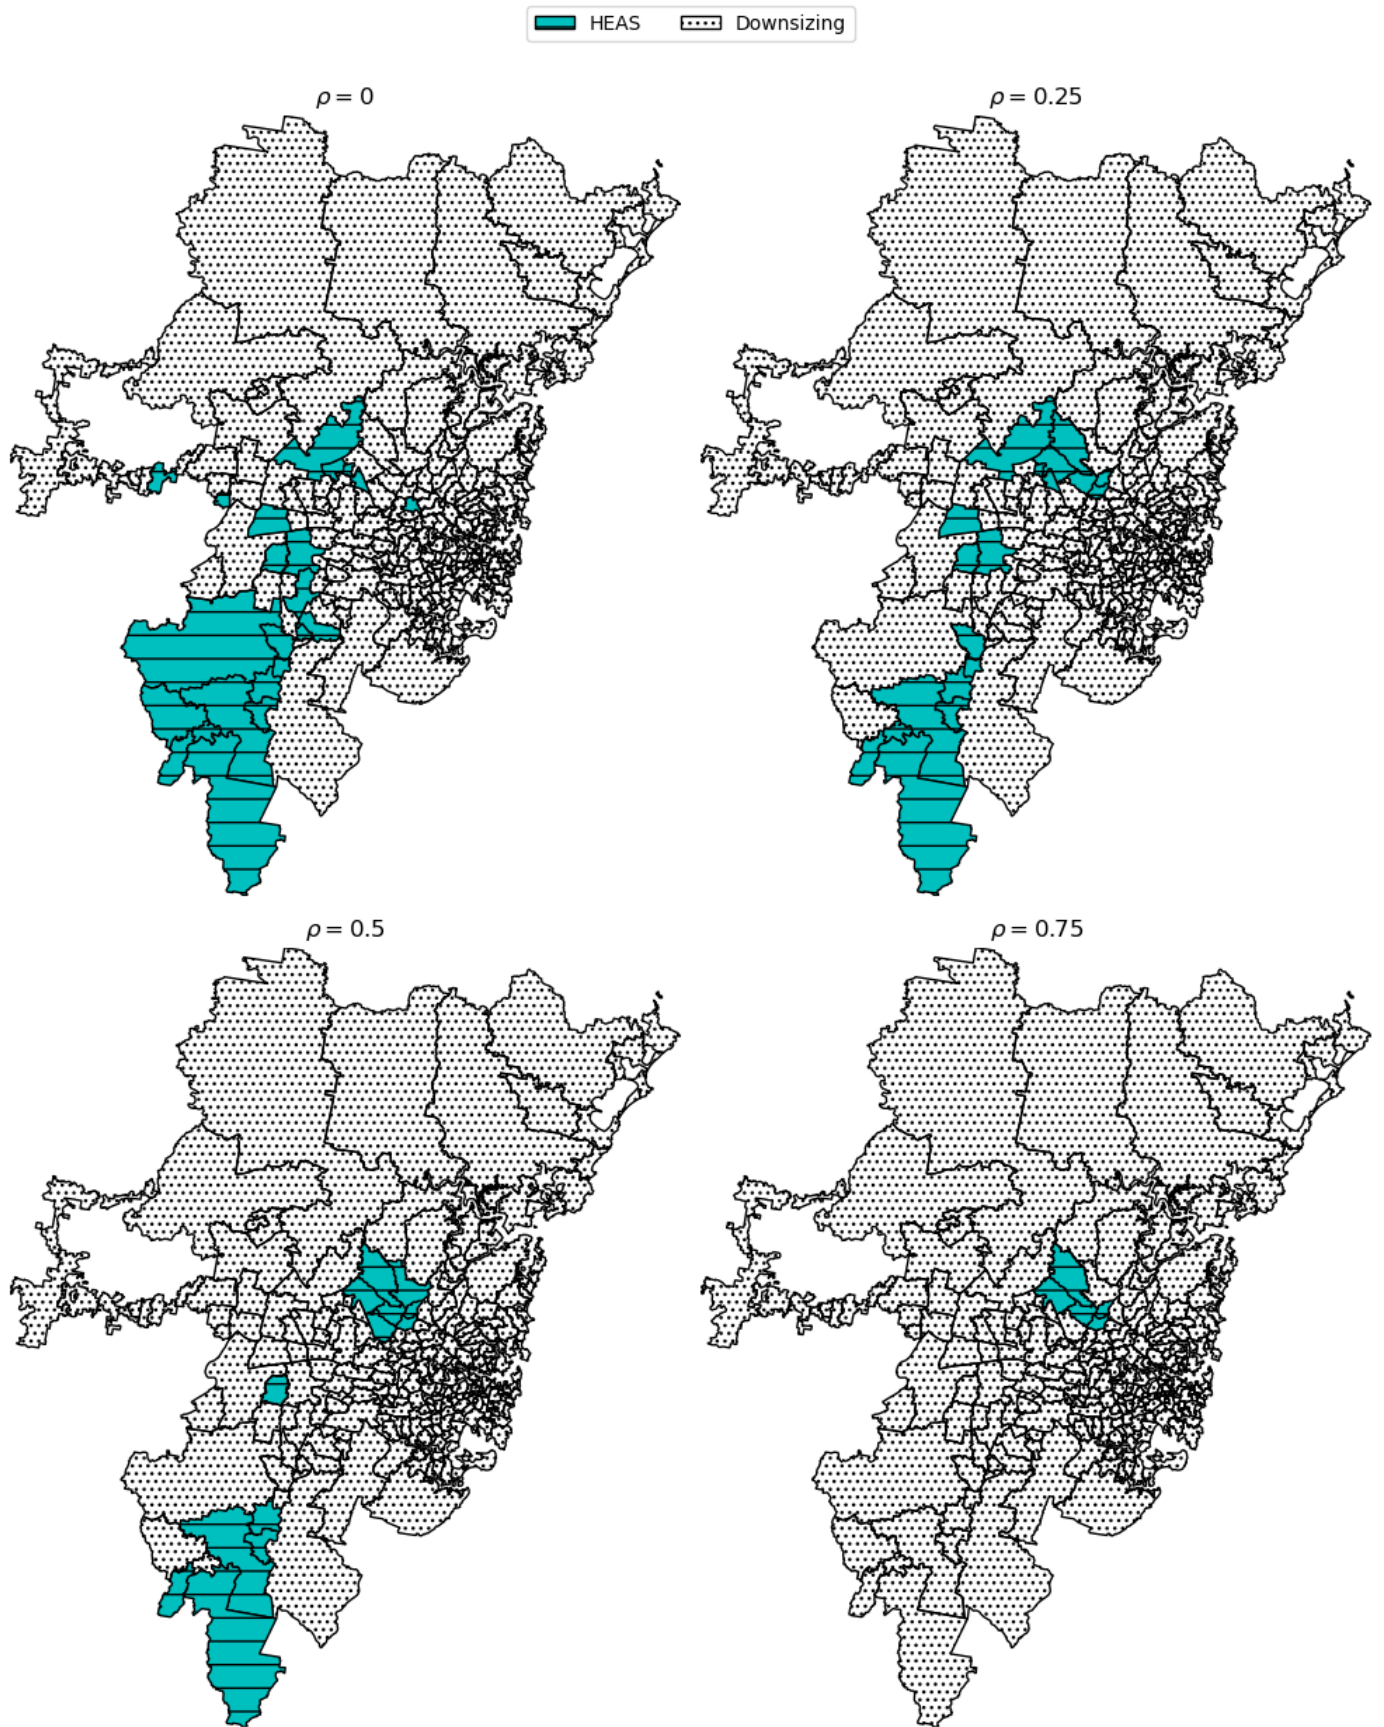 HEAS Downsizing
ρ = 0 ρ = 0.25
ρ = 0.5 ρ = 0.75